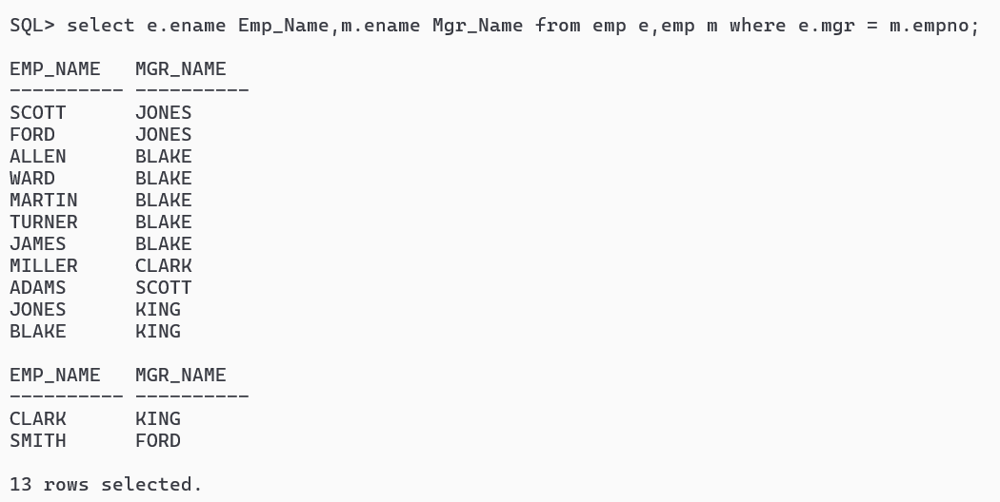 SQL> select e.ename Emp_Name,m.ename Mgr_Name from emp e,emp m where e.mgr = m.empno;
EMP_NAME   MGR_NAME
---------- ----------
SCOTT      JONES
FORD       JONES
ALLEN      BLAKE
WARD       BLAKE
MARTIN     BLAKE
TURNER     BLAKE
JAMES      BLAKE
MILLER     CLARK
ADAMS      SCOTT
JONES      KING
BLAKE      KING
EMP_NAME   MGR_NAME
---------- ----------
CLARK      KING
SMITH      FORD
13 rows selected.